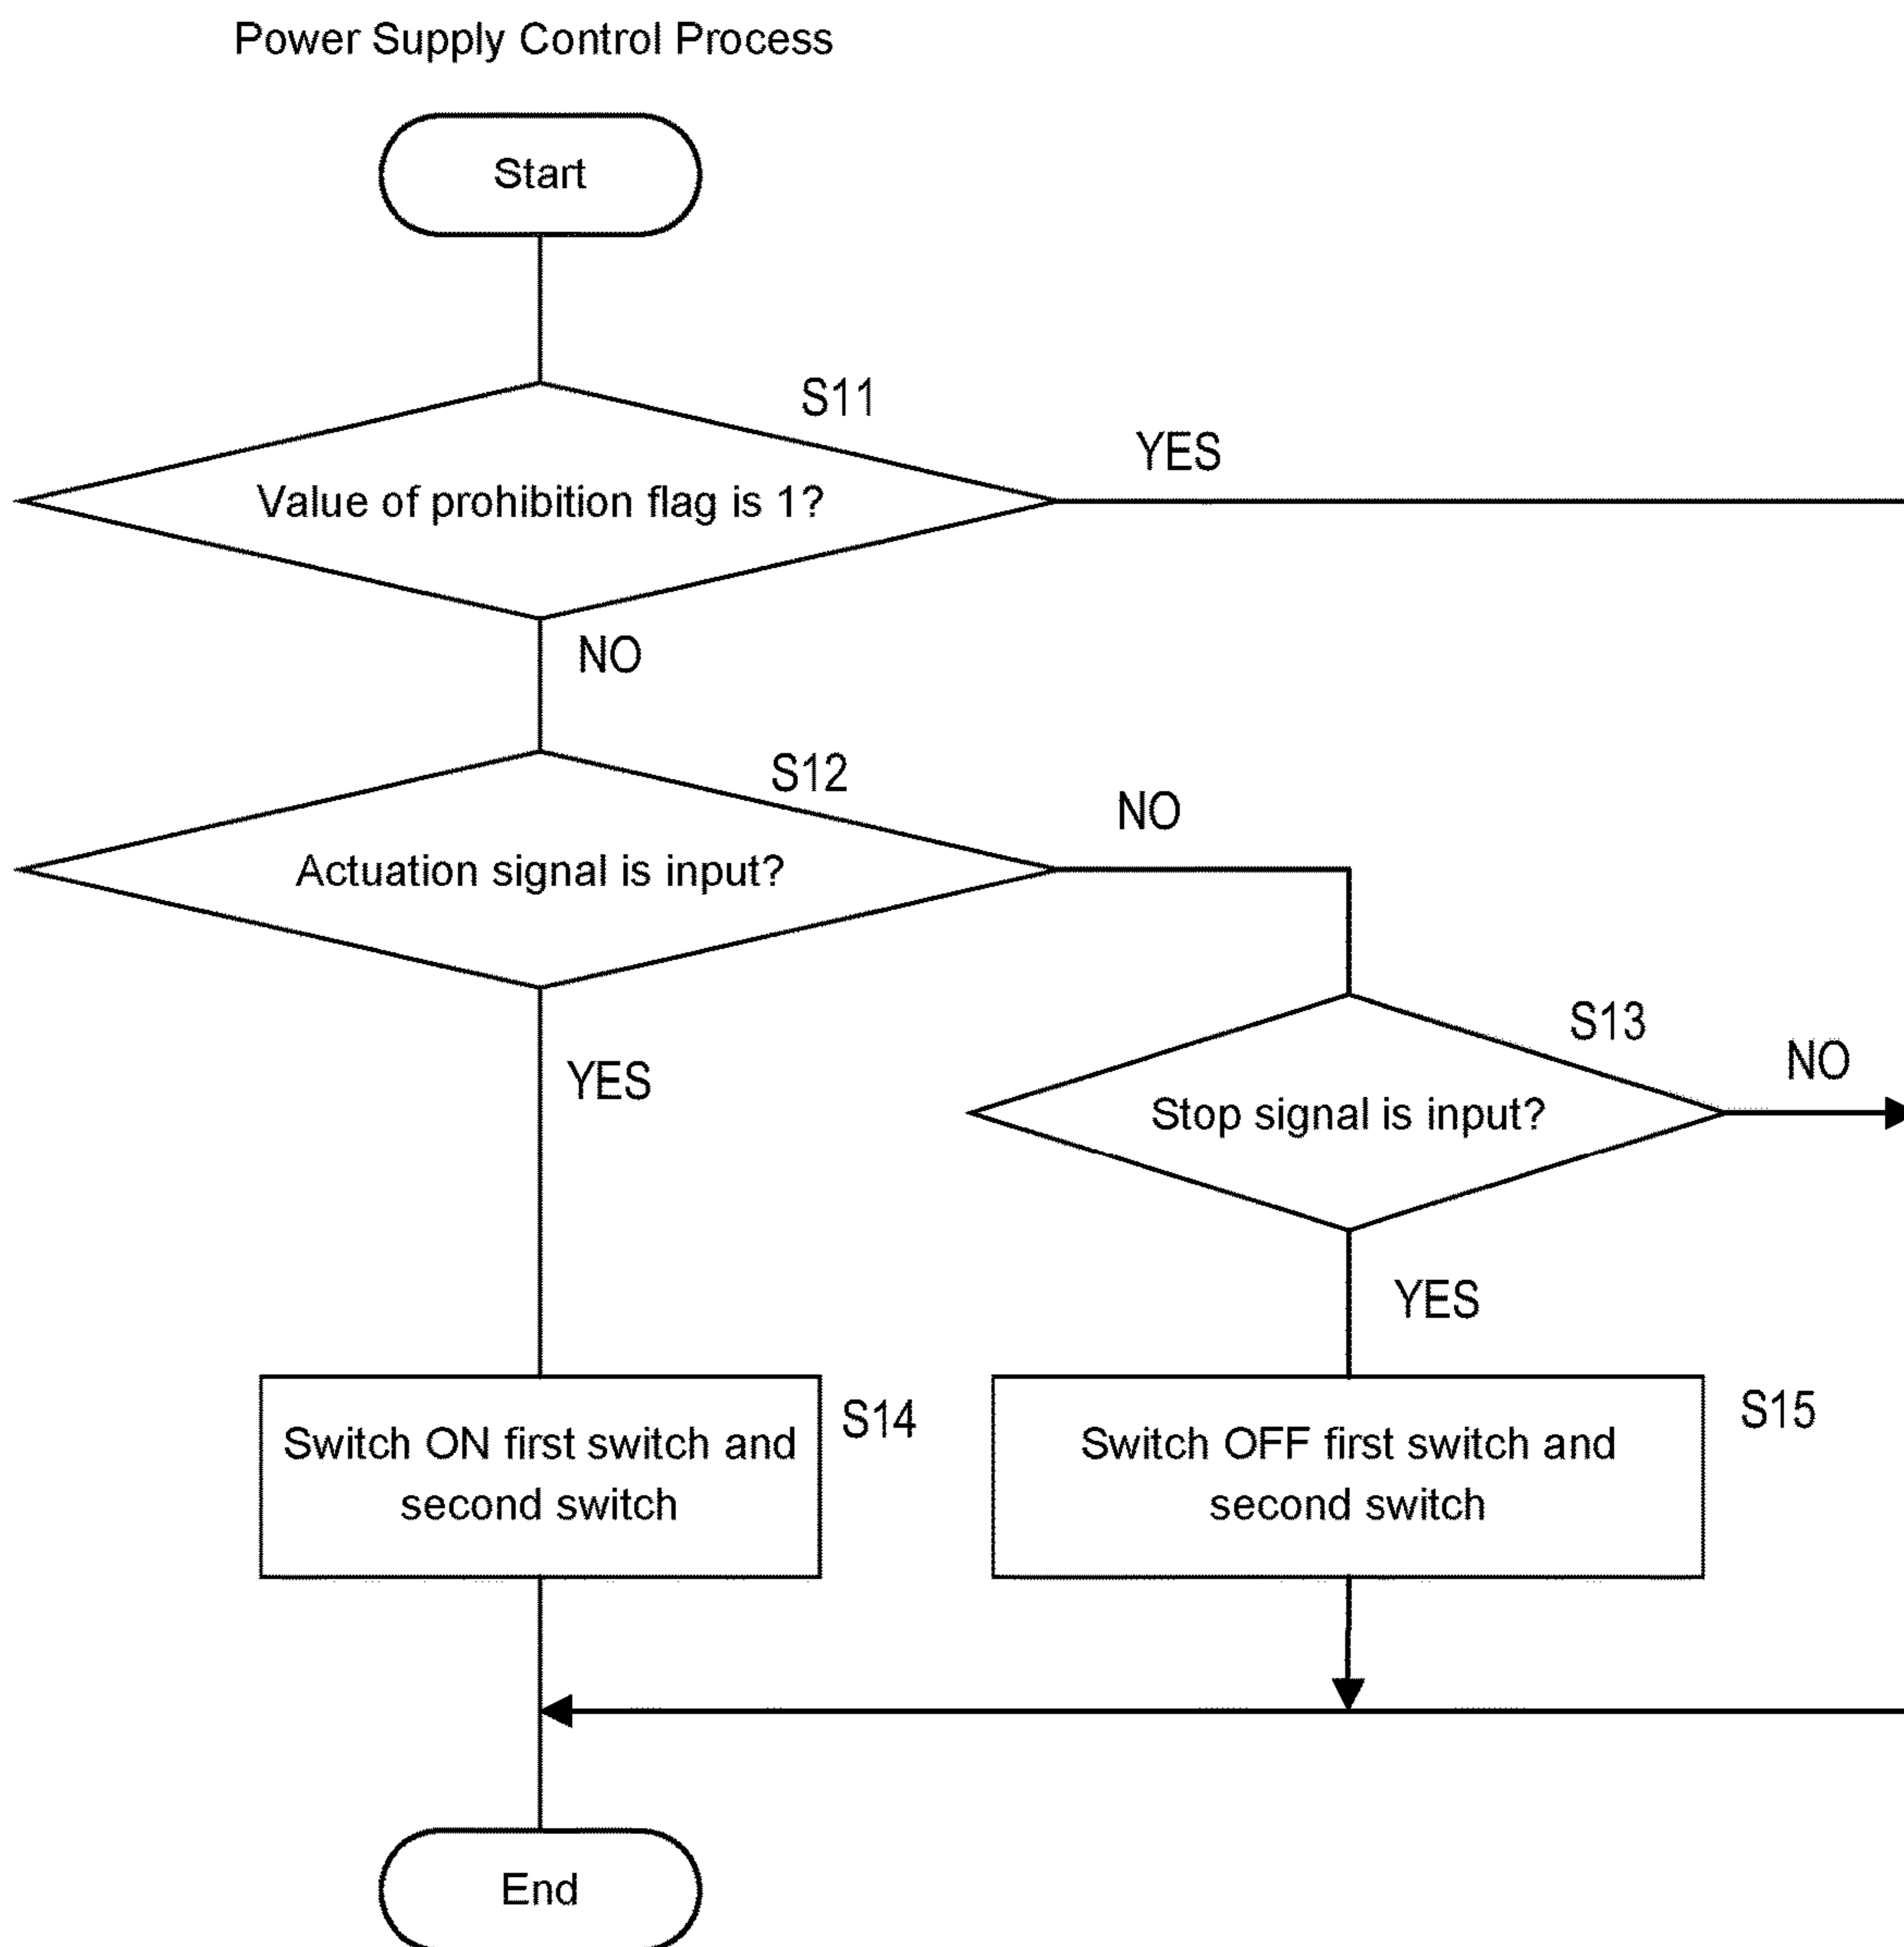 Power Supply Control Process
Start
S11
YES
Value of prohibition flag is 1?
NO
S12
NO
Actuation signal is input?
S13
NO
YES
Stop signal is input?
YES
S14
S15
Switch ON first switch and
second switch
Switch OFF first switch and
second switch
End